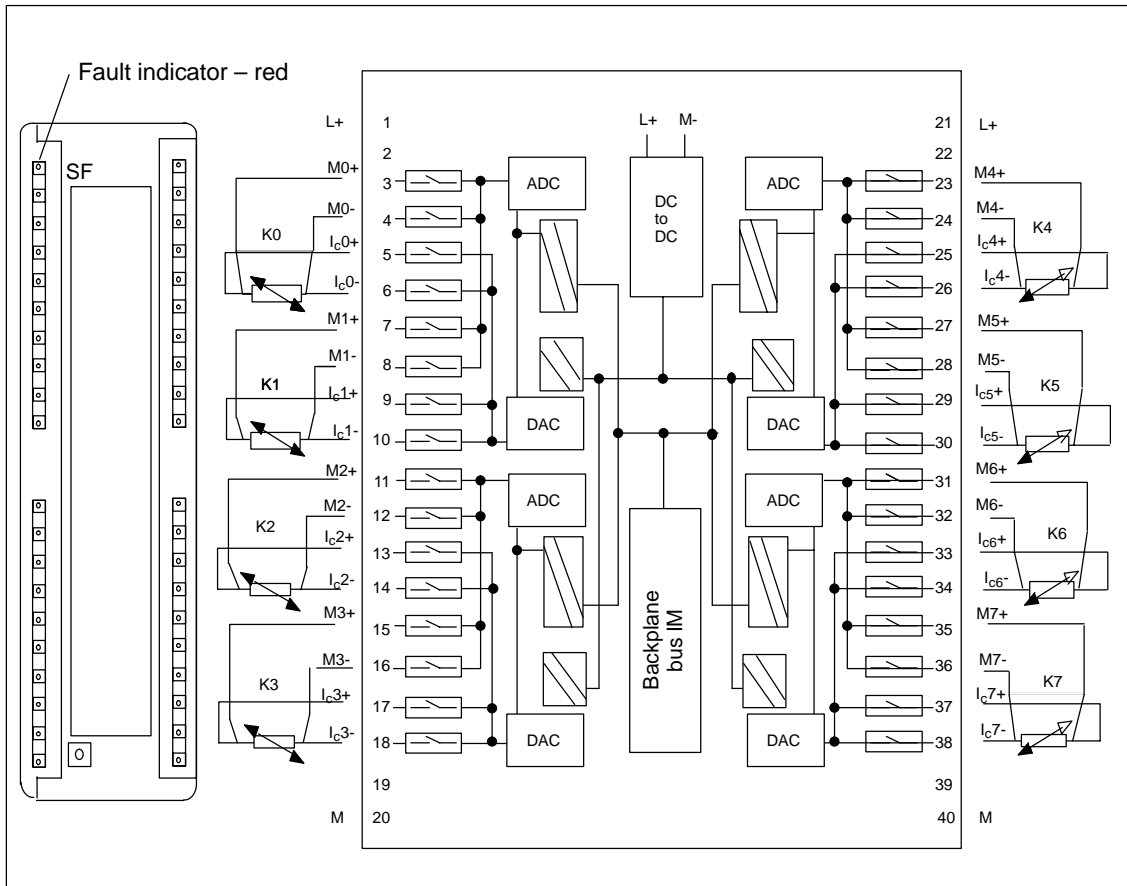 Fault indicator – red
SF
L+ 1
2
M0+ 3
M0- 4
K0
Ic0+ 5
Ic0- 6
M1+ 7
M1- 8
K1
Ic1+ 9
Ic1- 10
M2+ 11
M2- 12
K2
Ic2+ 13
Ic2- 14
M3+ 15
M3- 16
K3
Ic3+ 17
Ic3- 18
19
M 20
ADC
DAC
ADC
DAC
L+ M-
DC
to
DC
Backplane
bus IM
ADC
DAC
ADC
DAC
21 L+
22
23 M4+
24 M4-
K4
25 Ic4+
26 Ic4-
27 M5+
28 M5-
K5
29 Ic5+
30 Ic5-
31 M6+
32 M6-
K6
33 Ic6+
34 Ic6-
35 M7+
36 M7-
K7
37 Ic7+
38 Ic7-
39
40 M